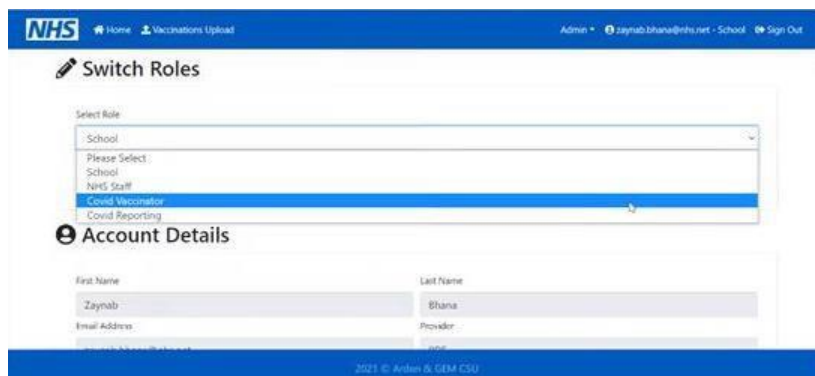 NHS Home Vaccinations Upload Admin zaynab.bhana@nhs.net - School Sign Out
Switch Roles
Select Role
School
Please Select
School
NHS Staff
Covid Vaccinator
Covid Reporting
Account Details
First Name Last Name
Zaynab Bhana
Email Address Provider
2021 © Arden & GEM CSU